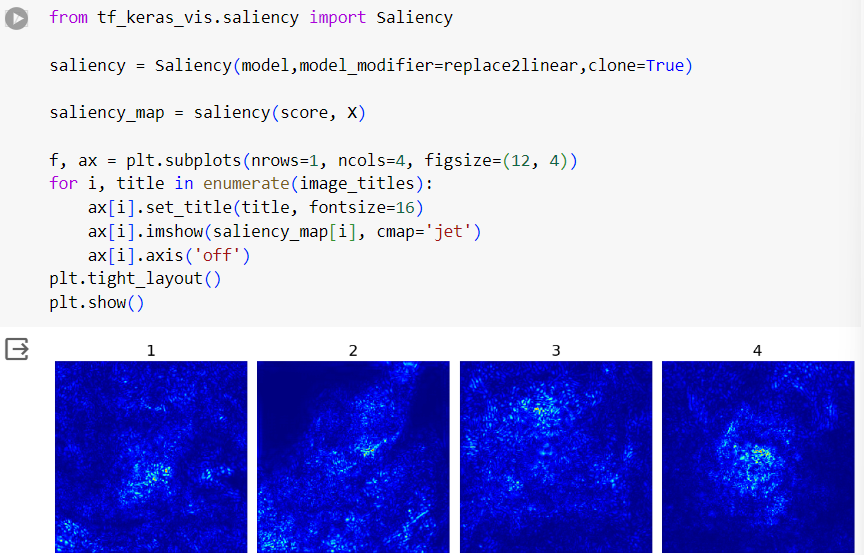 from tf_keras_vis.saliency import Saliency
saliency = Saliency(model,model_modifier=replace2linear,clone=True)
saliency_map = saliency(score, X)
f, ax = plt.subplots(nrows=1, ncols=4, figsize=(12, 4))
for i, title in enumerate(image_titles):
    ax[i].set_title(title, fontsize=16)
    ax[i].imshow(saliency_map[i], cmap='jet')
    ax[i].axis('off')
plt.tight_layout()
plt.show()
1 2 3 4